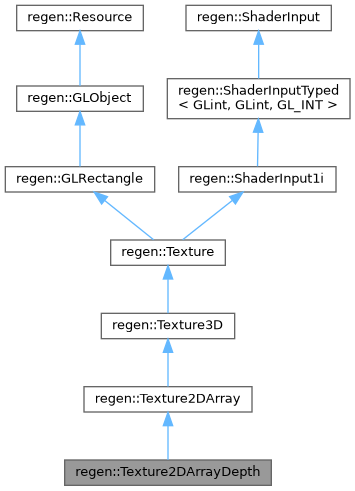 regen::Resource
regen::ShaderInput
regen::GLObject
regen::ShaderInputTyped
< GLint, GLint, GL_INT >
regen::GLRectangle
regen::ShaderInput1i
regen::Texture
regen::Texture3D
regen::Texture2DArray
regen::Texture2DArrayDepth